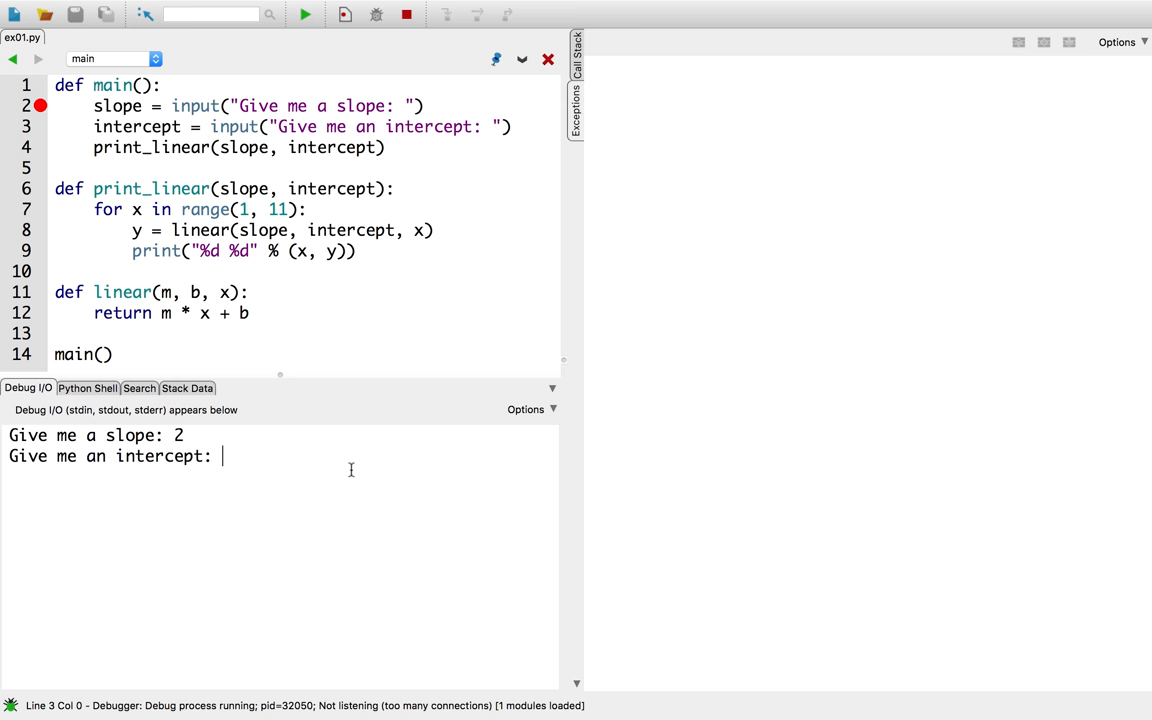 ex01.py
main
Options
Call Stack
Exceptions
1 def main():
2 slope = input("Give me a slope: ")
3 intercept = input("Give me an intercept: ")
4 print_linear(slope, intercept)
5
6 def print_linear(slope, intercept):
7 for x in range(1, 11):
8 y = linear(slope, intercept, x)
9 print("%d %d" % (x, y))
10
11 def linear(m, b, x):
12 return m * x + b
13
14 main()
Debug I/O Python Shell Search Stack Data
Debug I/O (stdin, stdout, stderr) appears below
Options
Give me a slope: 2
Give me an intercept:
Line 3 Col 0 - Debugger: Debug process running; pid=32050; Not listening (too many connections) [1 modules loaded]